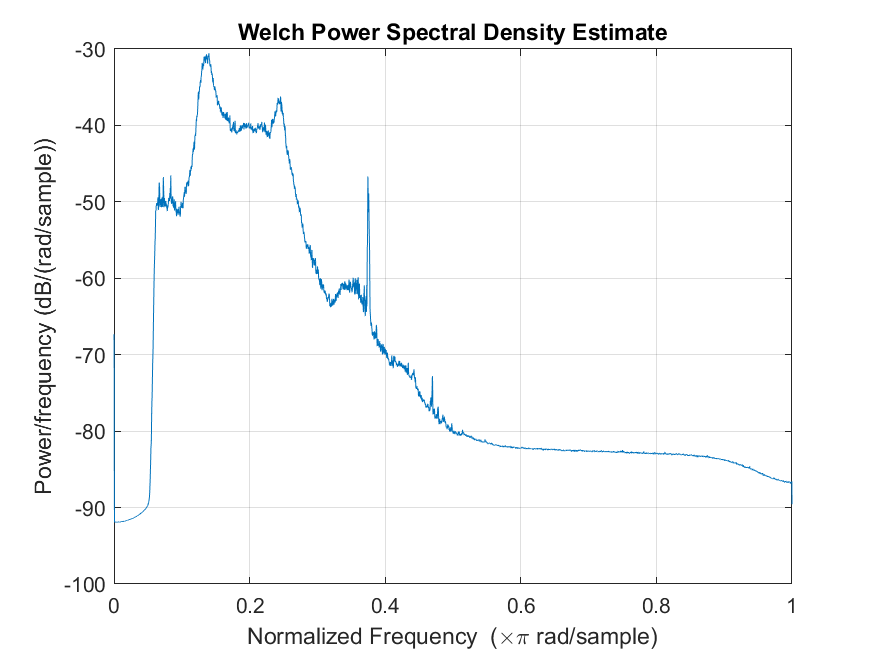 Welch Power Spectral Density Estimate
Power/frequency (dB/(rad/sample))
-30
-40
-50
-60
-70
-80
-90
-100
0 0.2 0.4 0.6 0.8 1
Normalized Frequency (×π rad/sample)